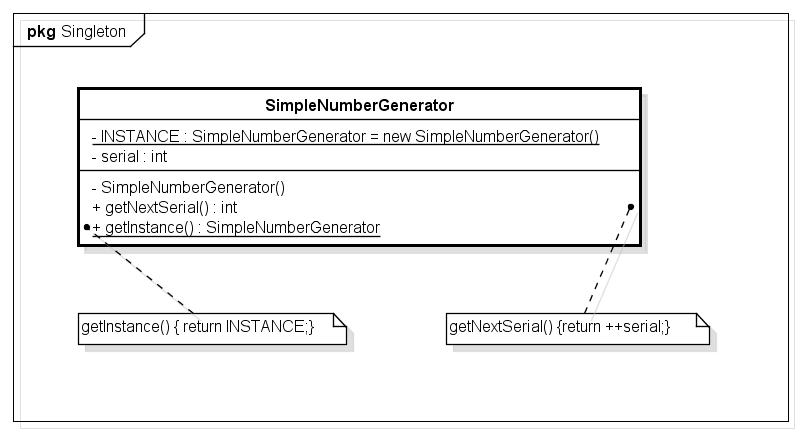 pkg Singleton
SimpleNumberGenerator
- INSTANCE : SimpleNumberGenerator = new SimpleNumberGenerator()
- serial : int
- SimpleNumberGenerator()
+ getNextSerial() : int
+ getInstance() : SimpleNumberGenerator
getInstance() { return INSTANCE;}
getNextSerial() {return ++serial;}